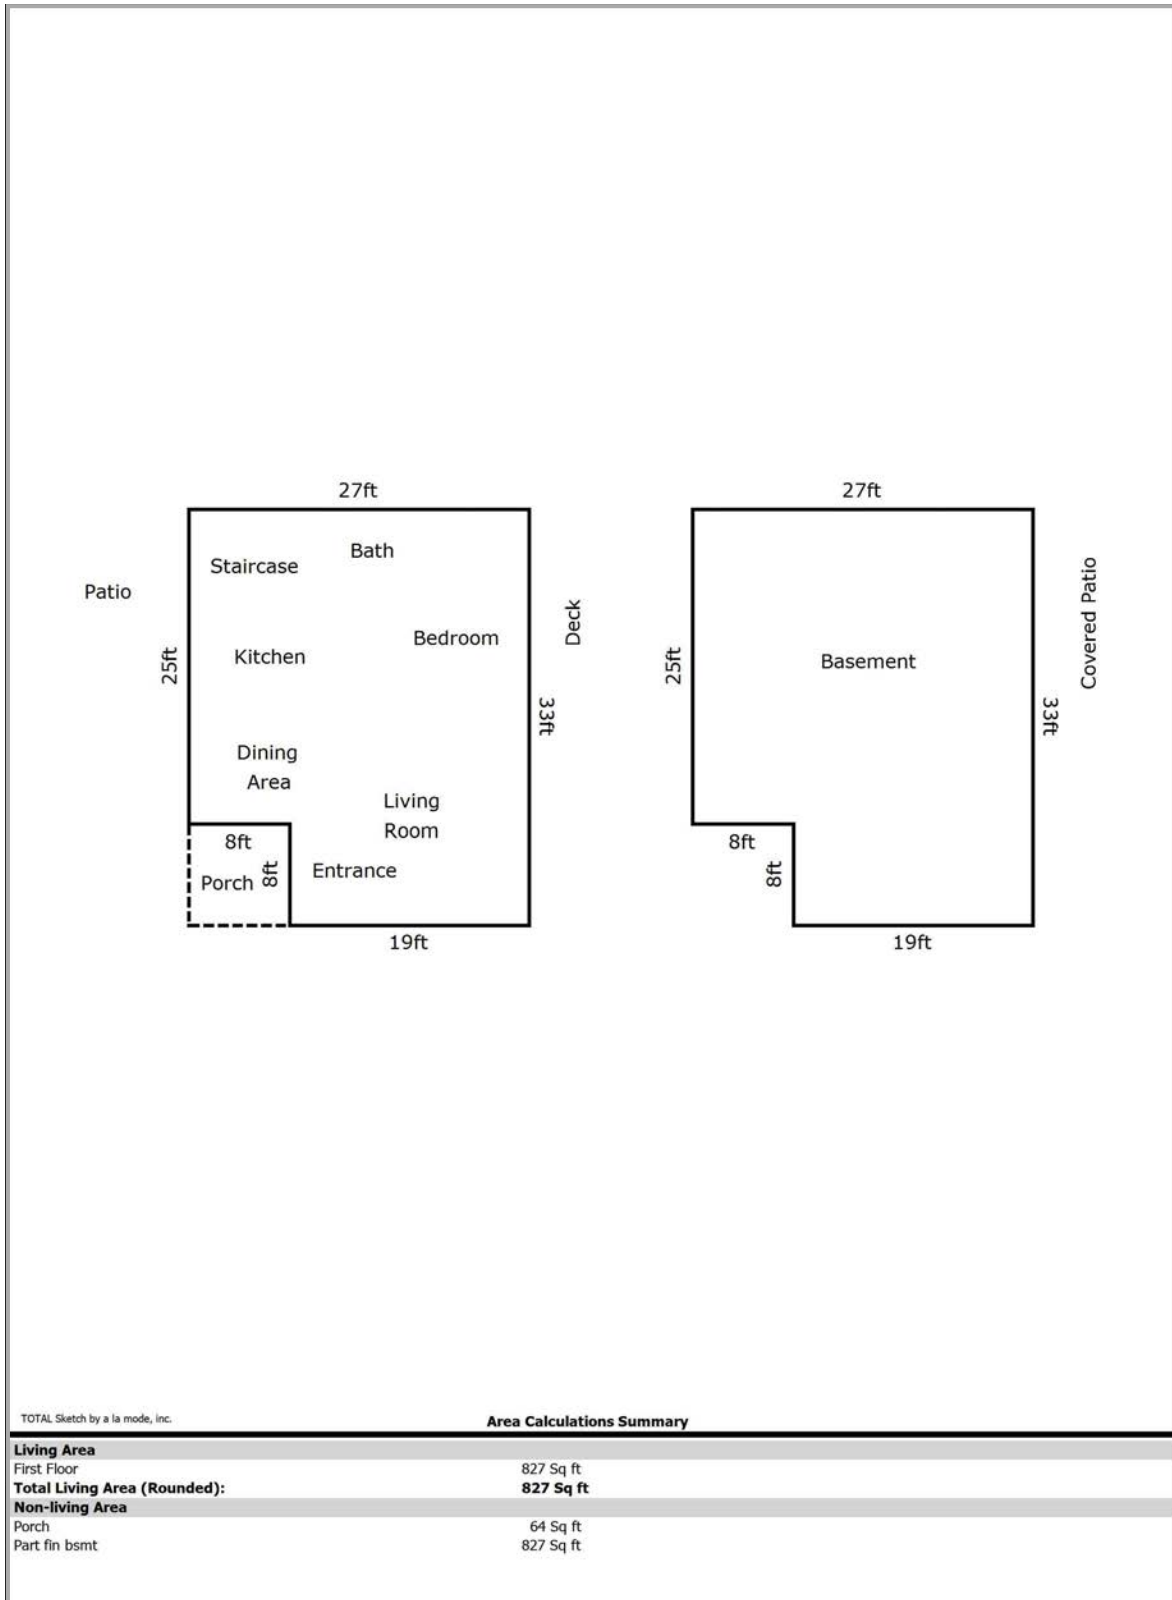 27ft
27ft
Bath
Staircase
Patio
Deck
Covered Patio
Bedroom
25ft
Kitchen
25ft
Basement
33ft
33ft
Dining
Area
Living
Room
8ft
8ft
8ft
8ft
Entrance
Porch
19ft
19ft
TOTAL Sketch by a la mode, inc.
Area Calculations Summary
Living Area
First Floor 827 Sq ft
Total Living Area (Rounded): 827 Sq ft
Non-living Area
Porch 64 Sq ft
Part fin bsmt 827 Sq ft